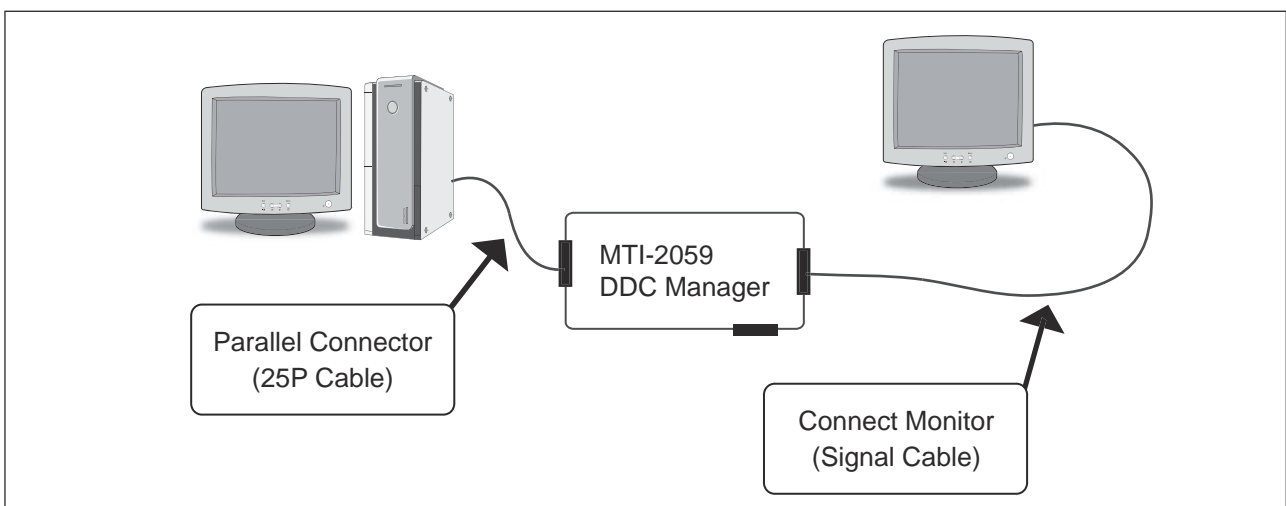 MTI-2059
DDC Manager
Parallel Connector
(25P Cable)
Connect Monitor
(Signal Cable)